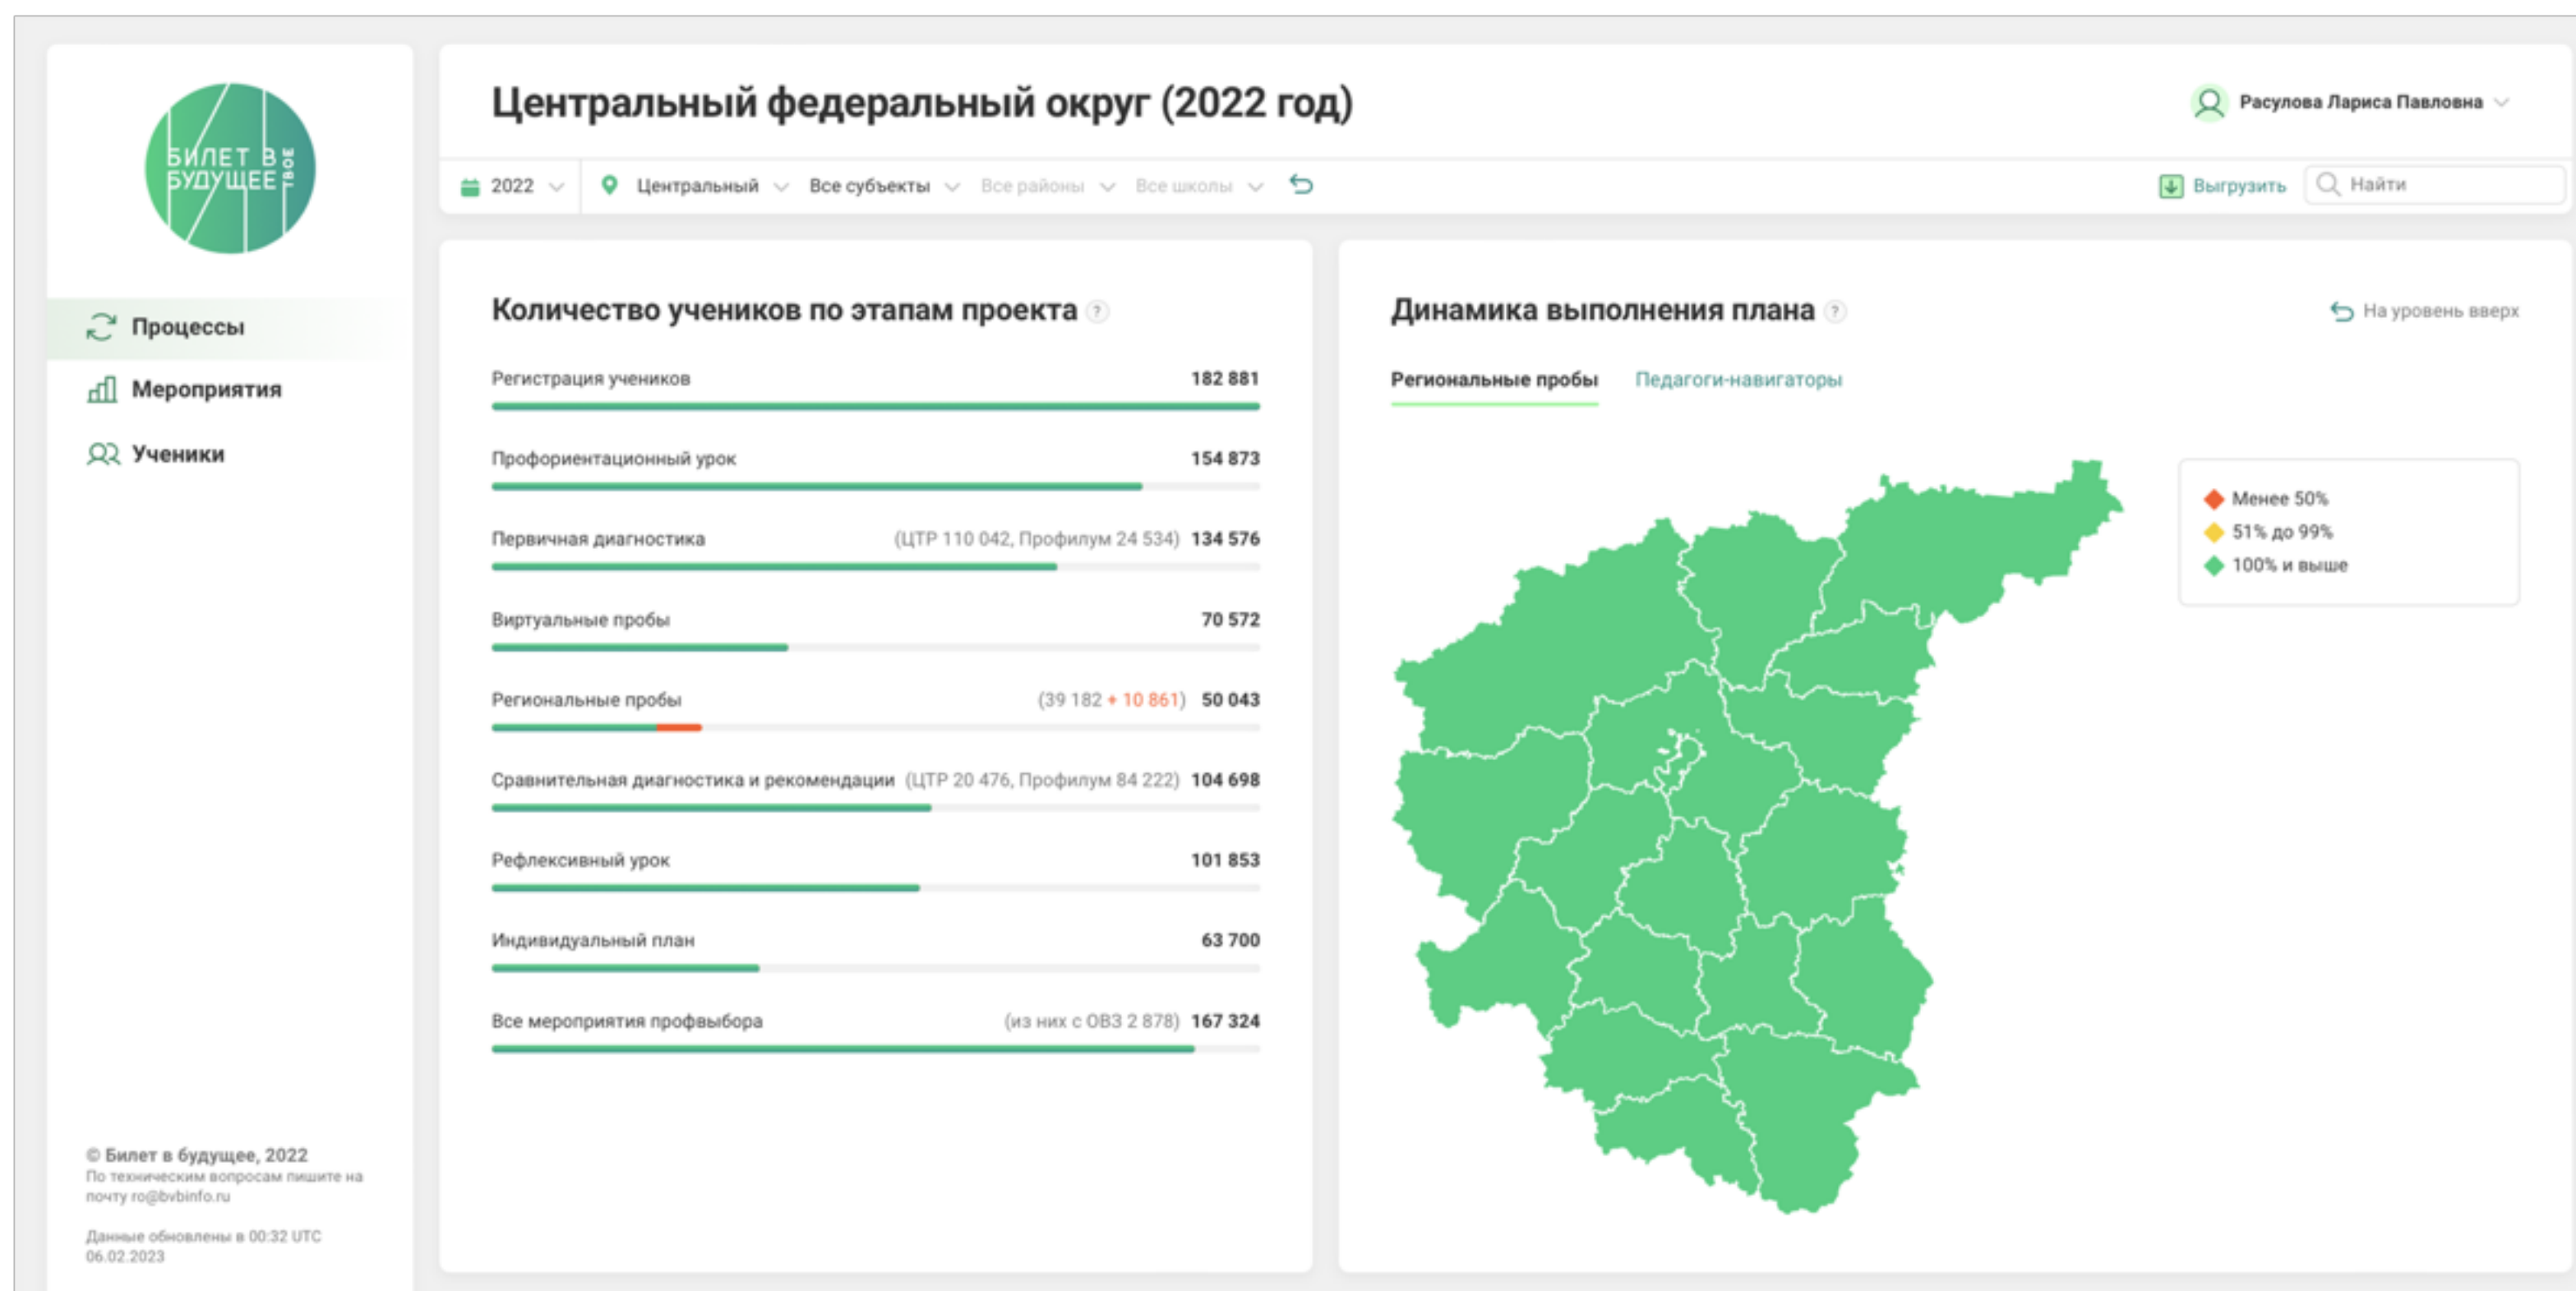 БИЛЕТ В
БУДУЩЕЕ
ТВОЕ
Процессы
Мероприятия
Ученики
© Билет в будущее, 2022
По техническим вопросам пишите на
почту ro@bvbinfo.ru
Данные обновлены в 00:32 UTC
06.02.2023
Центральный федеральный округ (2022 год)
Расулова Лариса Павловна
2022 Центральный Все субъекты Все районы Все школы Выгрузить Найти
Количество учеников по этапам проекта ?
Регистрация учеников 182 881
Профориентационный урок 154 873
Первичная диагностика (ЦТР 110 042, Профилум 24 534) 134 576
Виртуальные пробы 70 572
Региональные пробы (39 182 + 10 861) 50 043
Сравнительная диагностика и рекомендации (ЦТР 20 476, Профилум 84 222) 104 698
Рефлексивный урок 101 853
Индивидуальный план 63 700
Все мероприятия профвыбора (из них с ОВЗ 2 878) 167 324
Динамика выполнения плана ?
На уровень вверх
Региональные пробы Педагоги-навигаторы
Менее 50%
51% до 99%
100% и выше